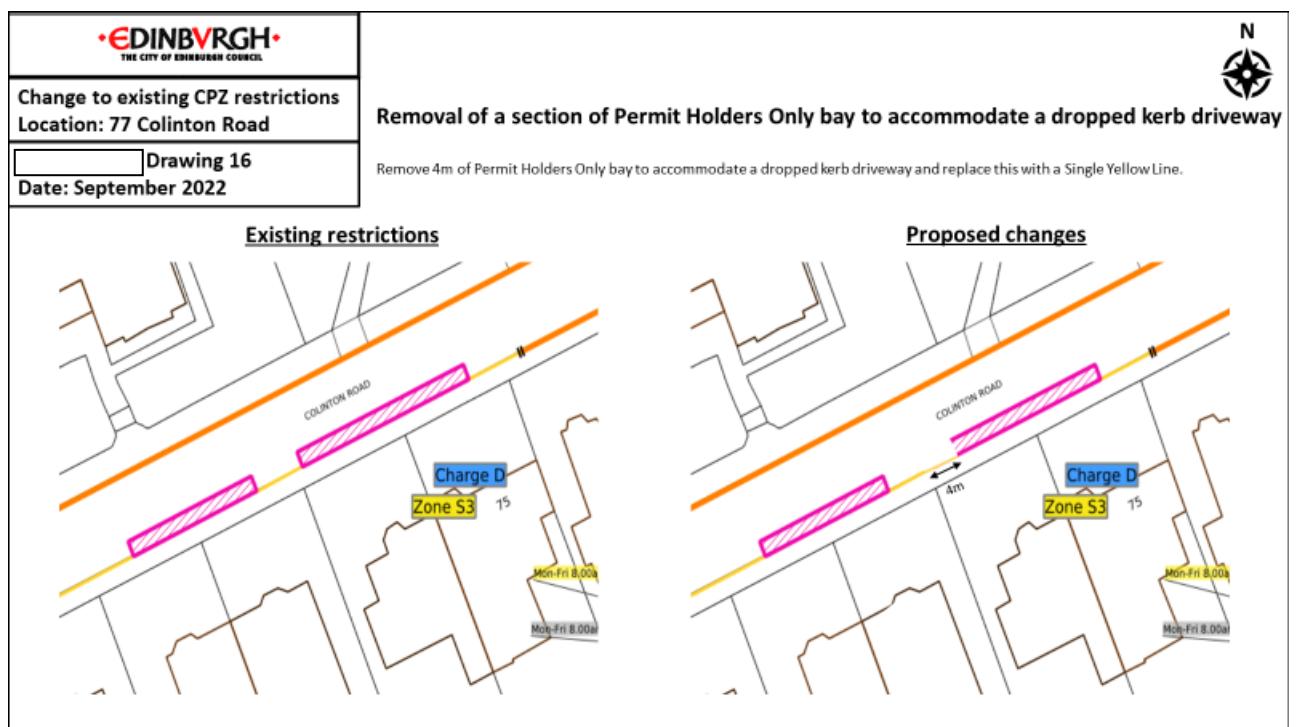 EDINBVRGH
THE CITY OF EDINBURGH COUNCIL
Change to existing CPZ restrictions
Location: 77 Colinton Road
Drawing 16
Date: September 2022
N
Removal of a section of Permit Holders Only bay to accommodate a dropped kerb driveway
Remove 4m of Permit Holders Only bay to accommodate a dropped kerb driveway and replace this with a Single Yellow Line.
Existing restrictions
COLINTON ROAD
Charge D
Zone S3
75
Mon-Fri 8.00a
Mon-Fri 8.00a
Proposed changes
COLINTON ROAD
4m
Charge D
Zone S3
75
Mon-Fri 8.00a
Mon-Fri 8.00a